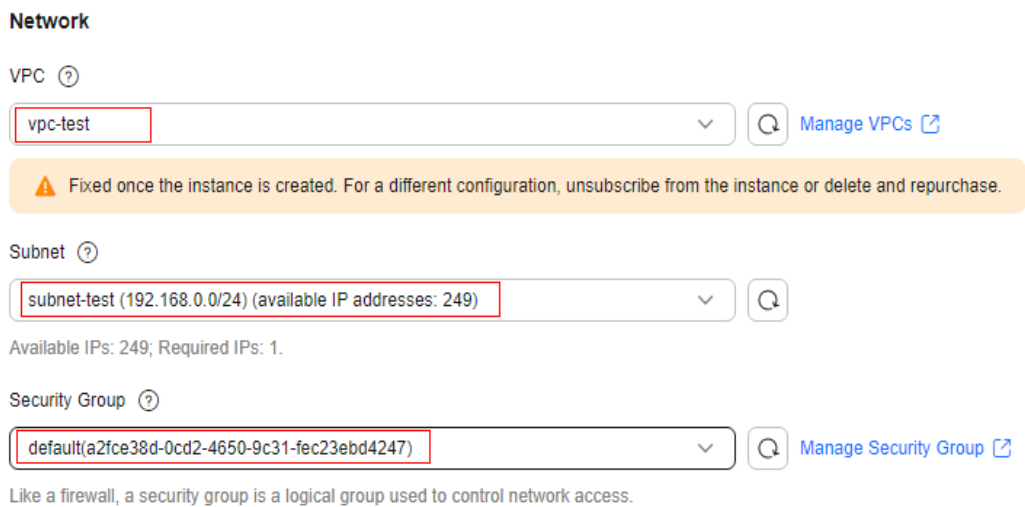 Network
VPC ?
vpc-test
Manage VPCs
Fixed once the instance is created. For a different configuration, unsubscribe from the instance or delete and repurchase.
Subnet ?
subnet-test (192.168.0.0/24) (available IP addresses: 249)
Available IPs: 249; Required IPs: 1.
Security Group ?
default(a2fce38d-0cd2-4650-9c31-fec23ebd4247)
Manage Security Group
Like a firewall, a security group is a logical group used to control network access.